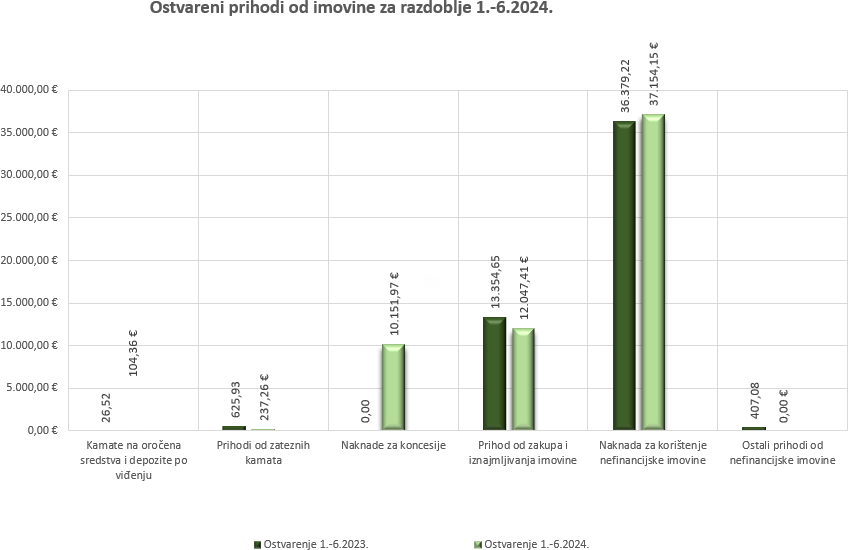 Ostvareni prihodi od imovine za razdoblje 1.-6.2024.
40.000,00 €
35.000,00 €
30.000,00 €
25.000,00 €
20.000,00 €
15.000,00 €
10.000,00 €
5.000,00 €
0,00 €
26,52
104,36 €
625,93
237,26 €
0,00
10.151,97 €
13.354,65
12.047,41 €
36.379,22
37.154,15 €
407,08
0,00 €
Kamate na oročena
sredstva i depozite po
viđenju
Prihodi od zateznih
kamata
Naknade za koncesije
Prihod od zakupa i
iznajmljivanja imovine
Naknada za korištenje
nefinancijske imovine
Ostali prihodi od
nefinancijske imovine
Ostvarenje 1.-6.2023.
Ostvarenje 1.-6.2024.